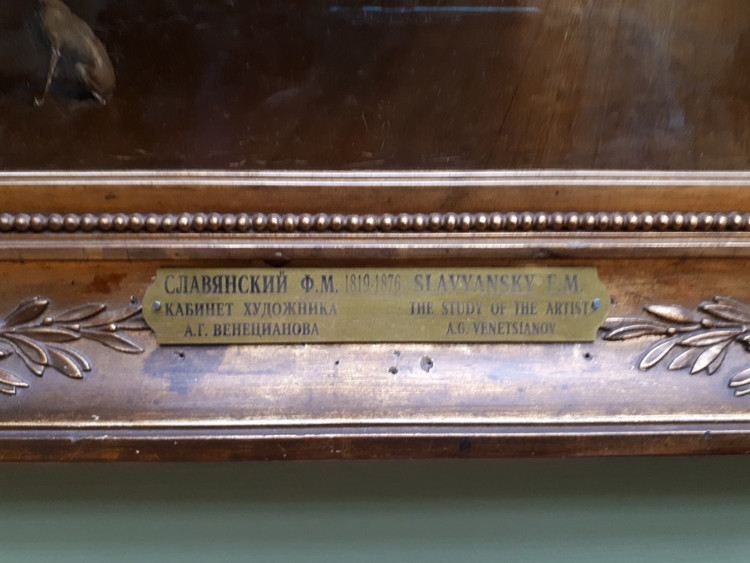 СЛАВЯНСКИЙ Ф.М. 1819-1876 SLAVYANSKY F.M.
КАБИНЕТ ХУДОЖНИКА THE STUDY OF THE ARTIST
А.Г. ВЕНЕЦИАНОВА A.G. VENETSIANOV